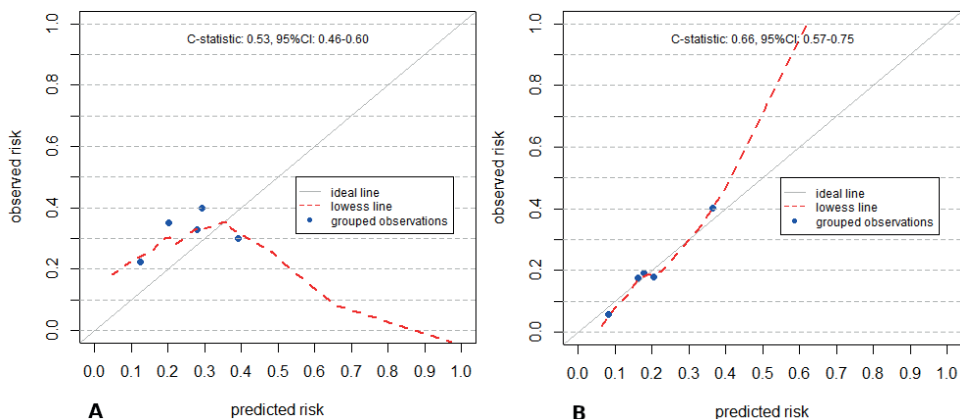 C-statistic: 0.53, 95%CI: 0.46-0.60
observed risk
0.0 0.2 0.4 0.6 0.8 1.0
ideal line
lowess line
grouped observations
0.0 0.1 0.2 0.3 0.4 0.5 0.6 0.7 0.8 0.9 1.0
A
predicted risk
C-statistic: 0.66, 95%CI: 0.57-0.75
observed risk
0.0 0.2 0.4 0.6 0.8 1.0
ideal line
lowess line
grouped observations
0.0 0.1 0.2 0.3 0.4 0.5 0.6 0.7 0.8 0.9 1.0
B
predicted risk